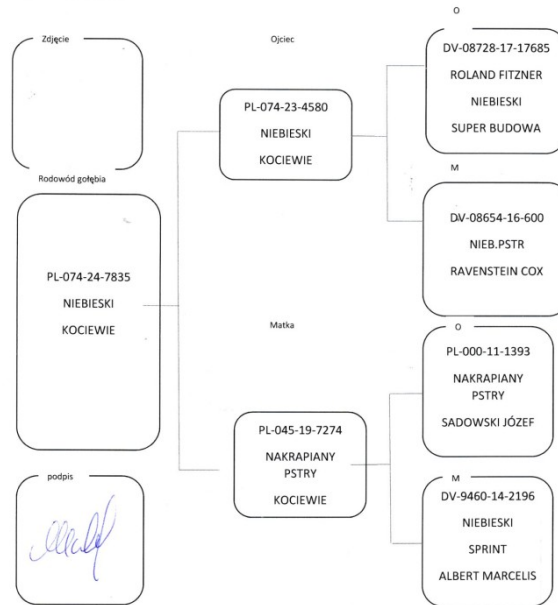 Zdjęcie
Rodowód gołębia
PL-074-24-7835
NIEBIESKI
KOCIEWIE
podpis
Ojciec
PL-074-23-4580
NIEBIESKI
KOCIEWIE
Matka
PL-045-19-7274
NAKRAPIANY
PSTRY
KOCIEWIE
O
DV-08728-17-17685
ROLAND FITZNER
NIEBIESKI
SUPER BUDOWA
M
DV-08654-16-600
NIEB.PSTR
RAVENSTEIN COX
O
PL-000-11-1393
NAKRAPIANY
PSTRY
SADOWSKI JÓZEF
M
DV-9460-14-2196
NIEBIESKI
SPRINT
ALBERT MARCELIS